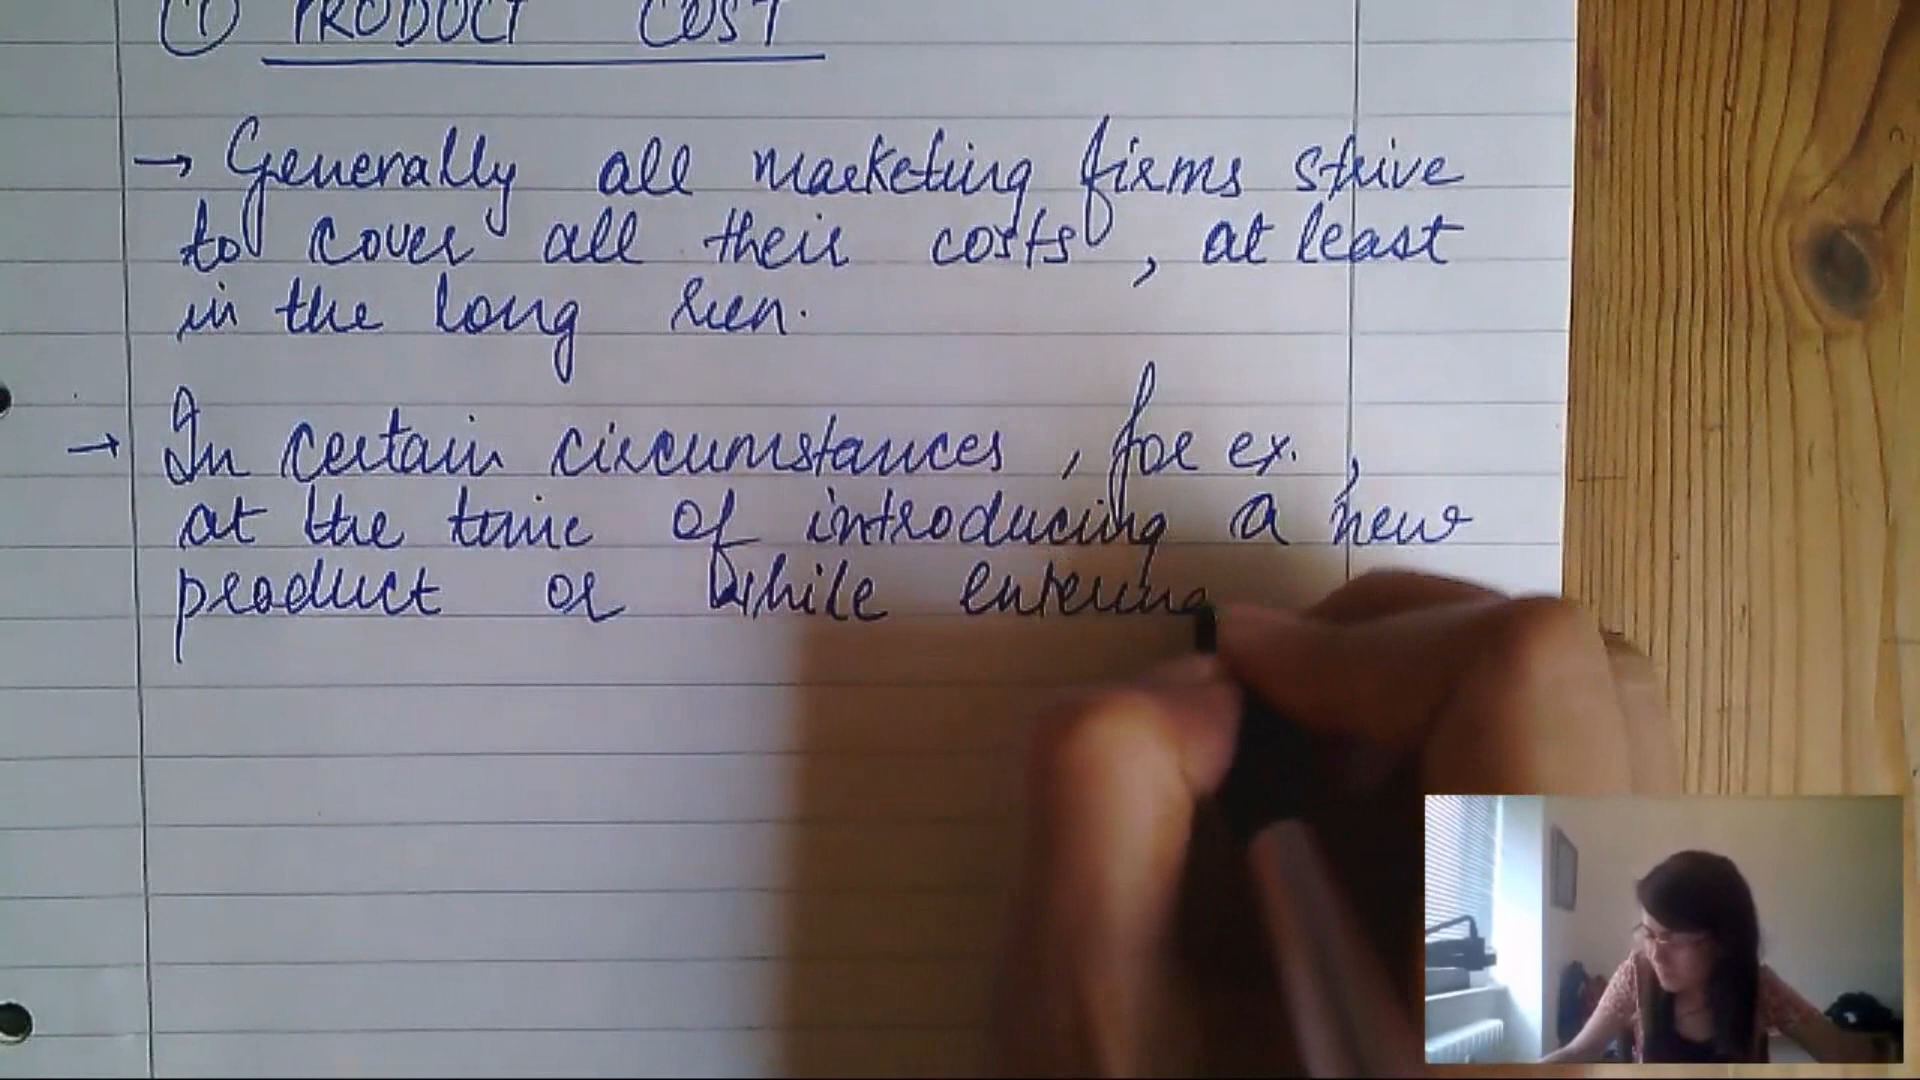 ① PRODUCT COST
→ Generally all marketing firms strive
to cover all their costs, at least
in the long run.
→ In certain circumstances, for ex.,
at the time of introducing a new
product or while entering